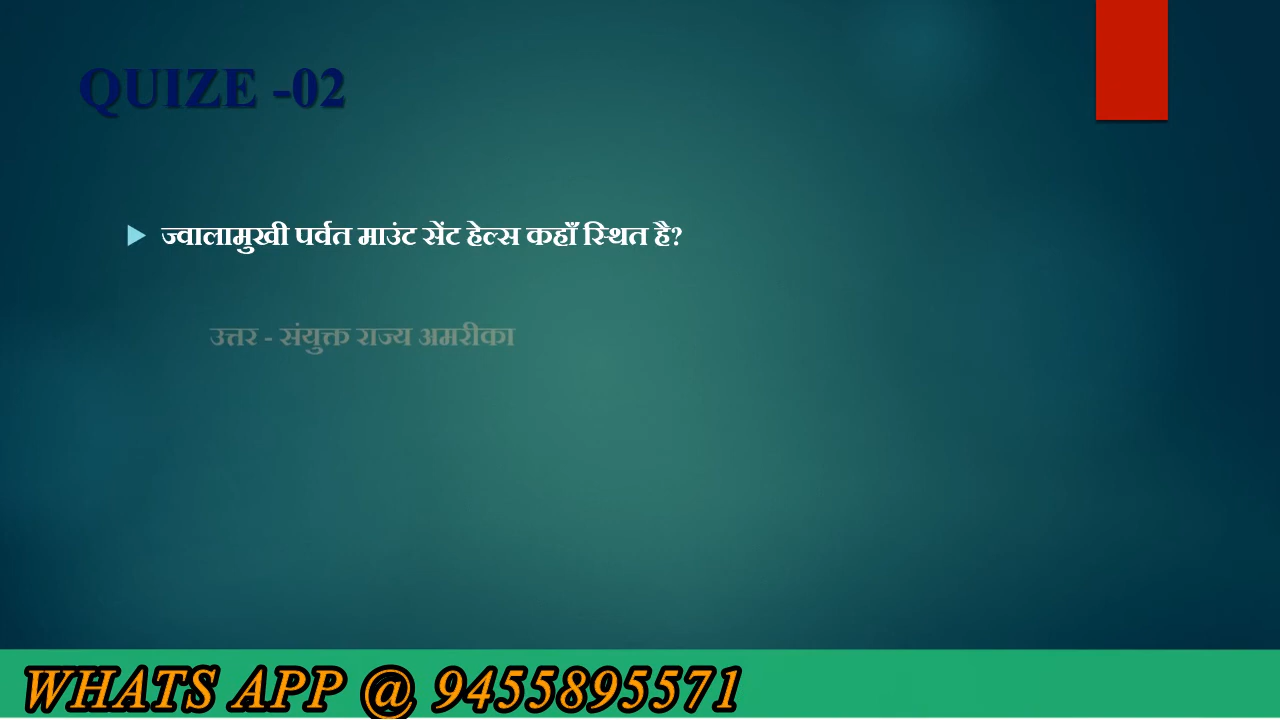 QUIZE -02
ज्वालामुखी पर्वत माउंट सेंट हेल्स कहाँ स्थित है?
उत्तर - संयुक्त राज्य अमरीका
WHATS APP @ 9455895571